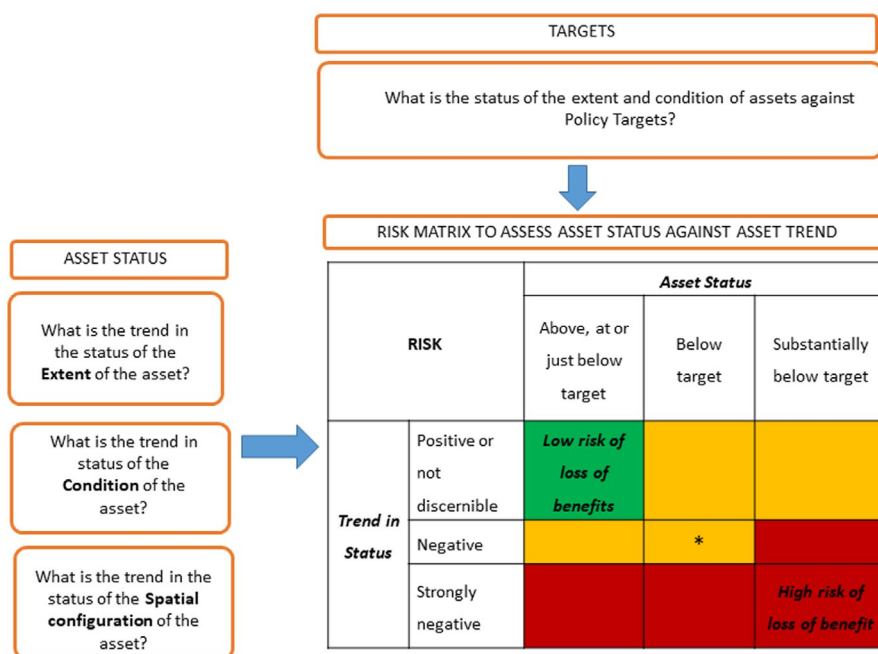 TARGETS
What is the status of the extent and condition of assets against
Policy Targets?
RISK MATRIX TO ASSESS ASSET STATUS AGAINST ASSET TREND
ASSET STATUS
What is the trend in
the status of the
Extent of the asset?
What is the trend in
status of the
Condition of the
asset?
What is the trend in the
status of the Spatial
configuration of the
asset?
RISK
Asset Status
Above, at or
just below
target
Below
target
Substantially
below target
Trend in
Status
Positive or
not
discernible
Low risk of
loss of
benefits
Negative
*
Strongly
negative
High risk of
loss of benefit